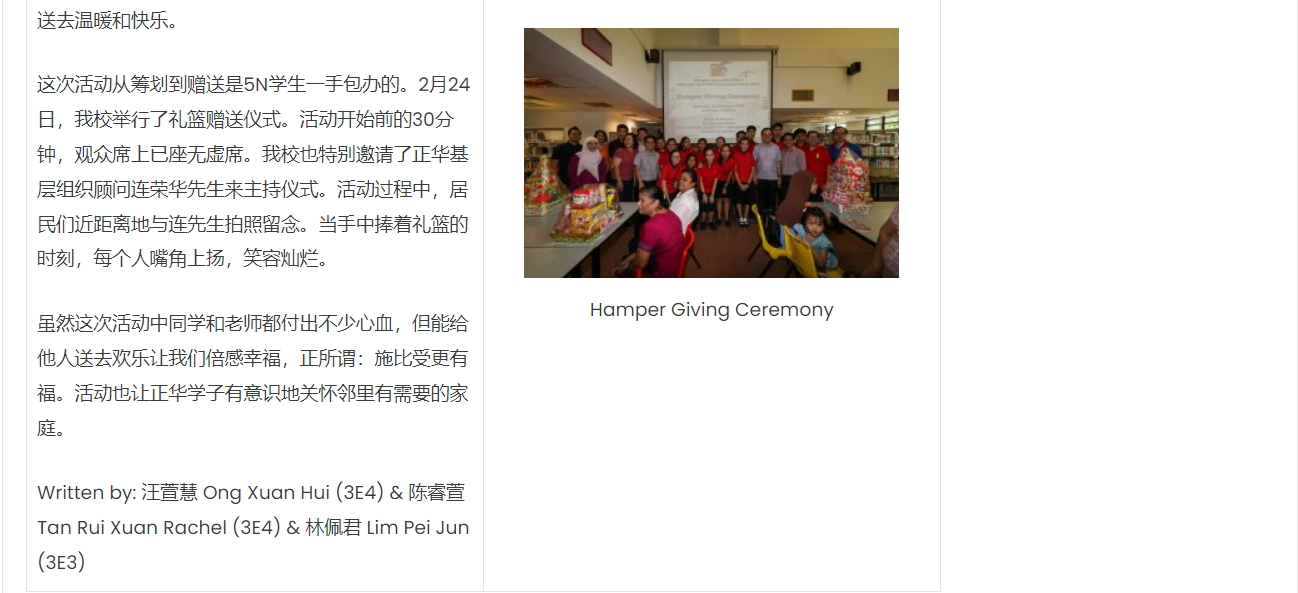 送去温暖和快乐。
这次活动从筹划到赠送是5N学生一手包办的。2月24
日，我校举行了礼篮赠送仪式。活动开始前的30分
钟，观众席上已座无虚席。我校也特别邀请了正华基
层组织顾问连荣华先生来主持仪式。活动过程中，居
民们近距离地与连先生拍照留念。当手中捧着礼篮的
时刻，每个人嘴角上扬，笑容灿烂。
虽然这次活动中同学和老师都付出不少心血，但能给
他人送去欢乐让我们倍感幸福，正所谓：施比受更有
福。活动也让正华学子有意识地关怀邻里有需要的家
庭。
Written by: 汪萱慧 Ong Xuan Hui (3E4) & 陈睿萱
Tan Rui Xuan Rachel (3E4) & 林佩君 Lim Pei Jun
(3E3)
Hamper Giving Ceremony
Hamper Giving Ceremony